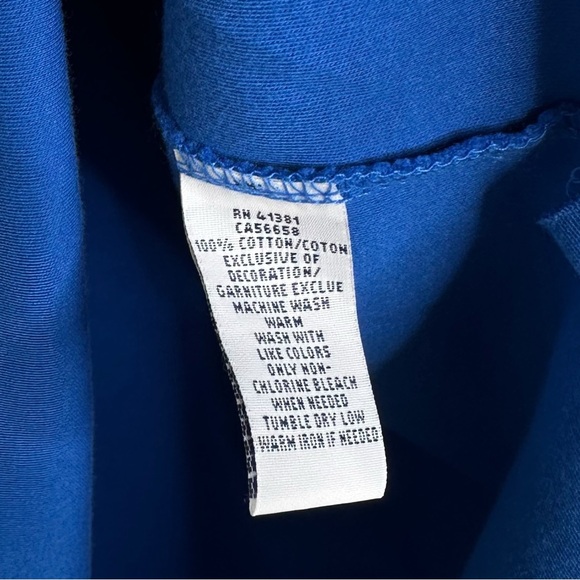 RN 41381
CA56658
100% COTTON/COTON
EXCLUSIVE OF
DECORATION/
GARNITURE EXCLUE
MACHINE WASH
WARM
WASH WITH
LIKE COLORS
ONLY NON-
CHLORINE BLEACH
WHEN NEEDED
TUMBLE DRY LOW
WARM IRON IF NEEDED